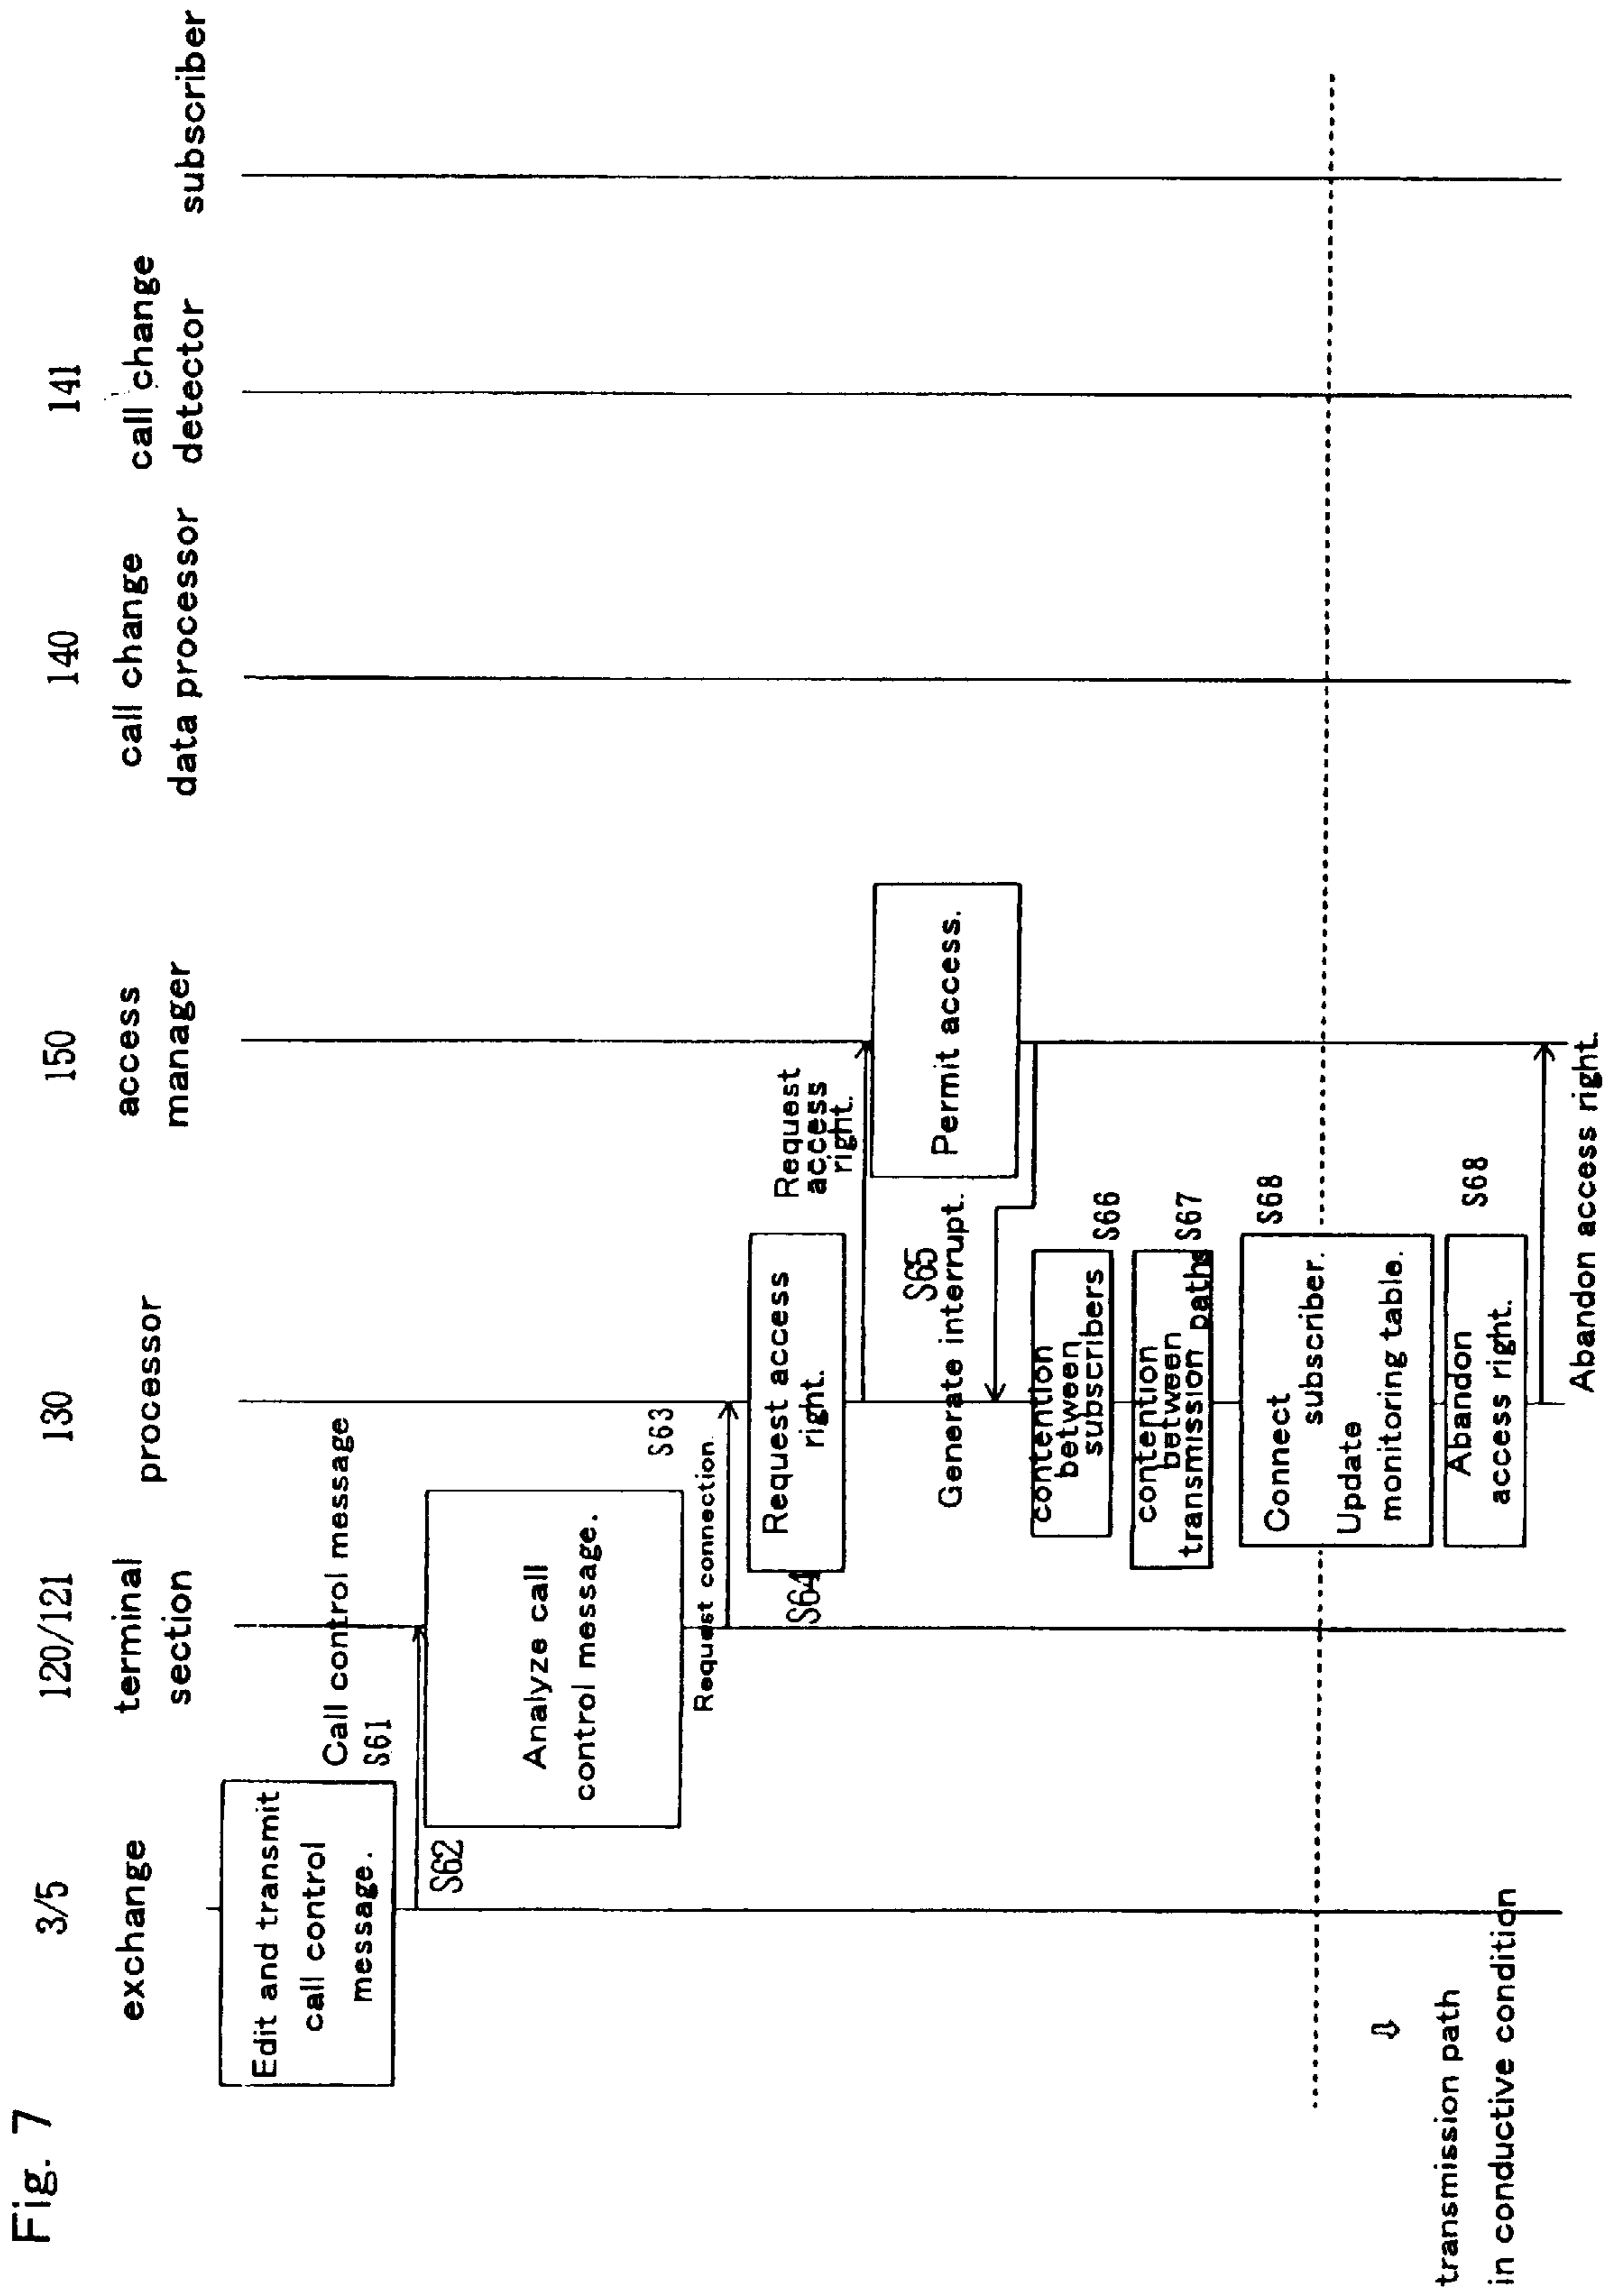 Fig. 7
3/5
exchange
120/121
terminal
section
130
processor
150
access
manager
140
call change
data processor
141
call change
detector
subscriber
Edit and transmit
call control
message.
Call control message
S61
S62
Analyze call
control message.
S63
Request connection
Request access
right.
S64
Request
access
right.
Permit access.
S65
Generate interrupt.
contention
between
subscribers
S66
contention
between
transmission paths
S67
Connect
subscriber.
Update
monitoring table.
S68
Abandon
access right.
S68
Abandon access right.
⇩
transmission path
in conductive condition